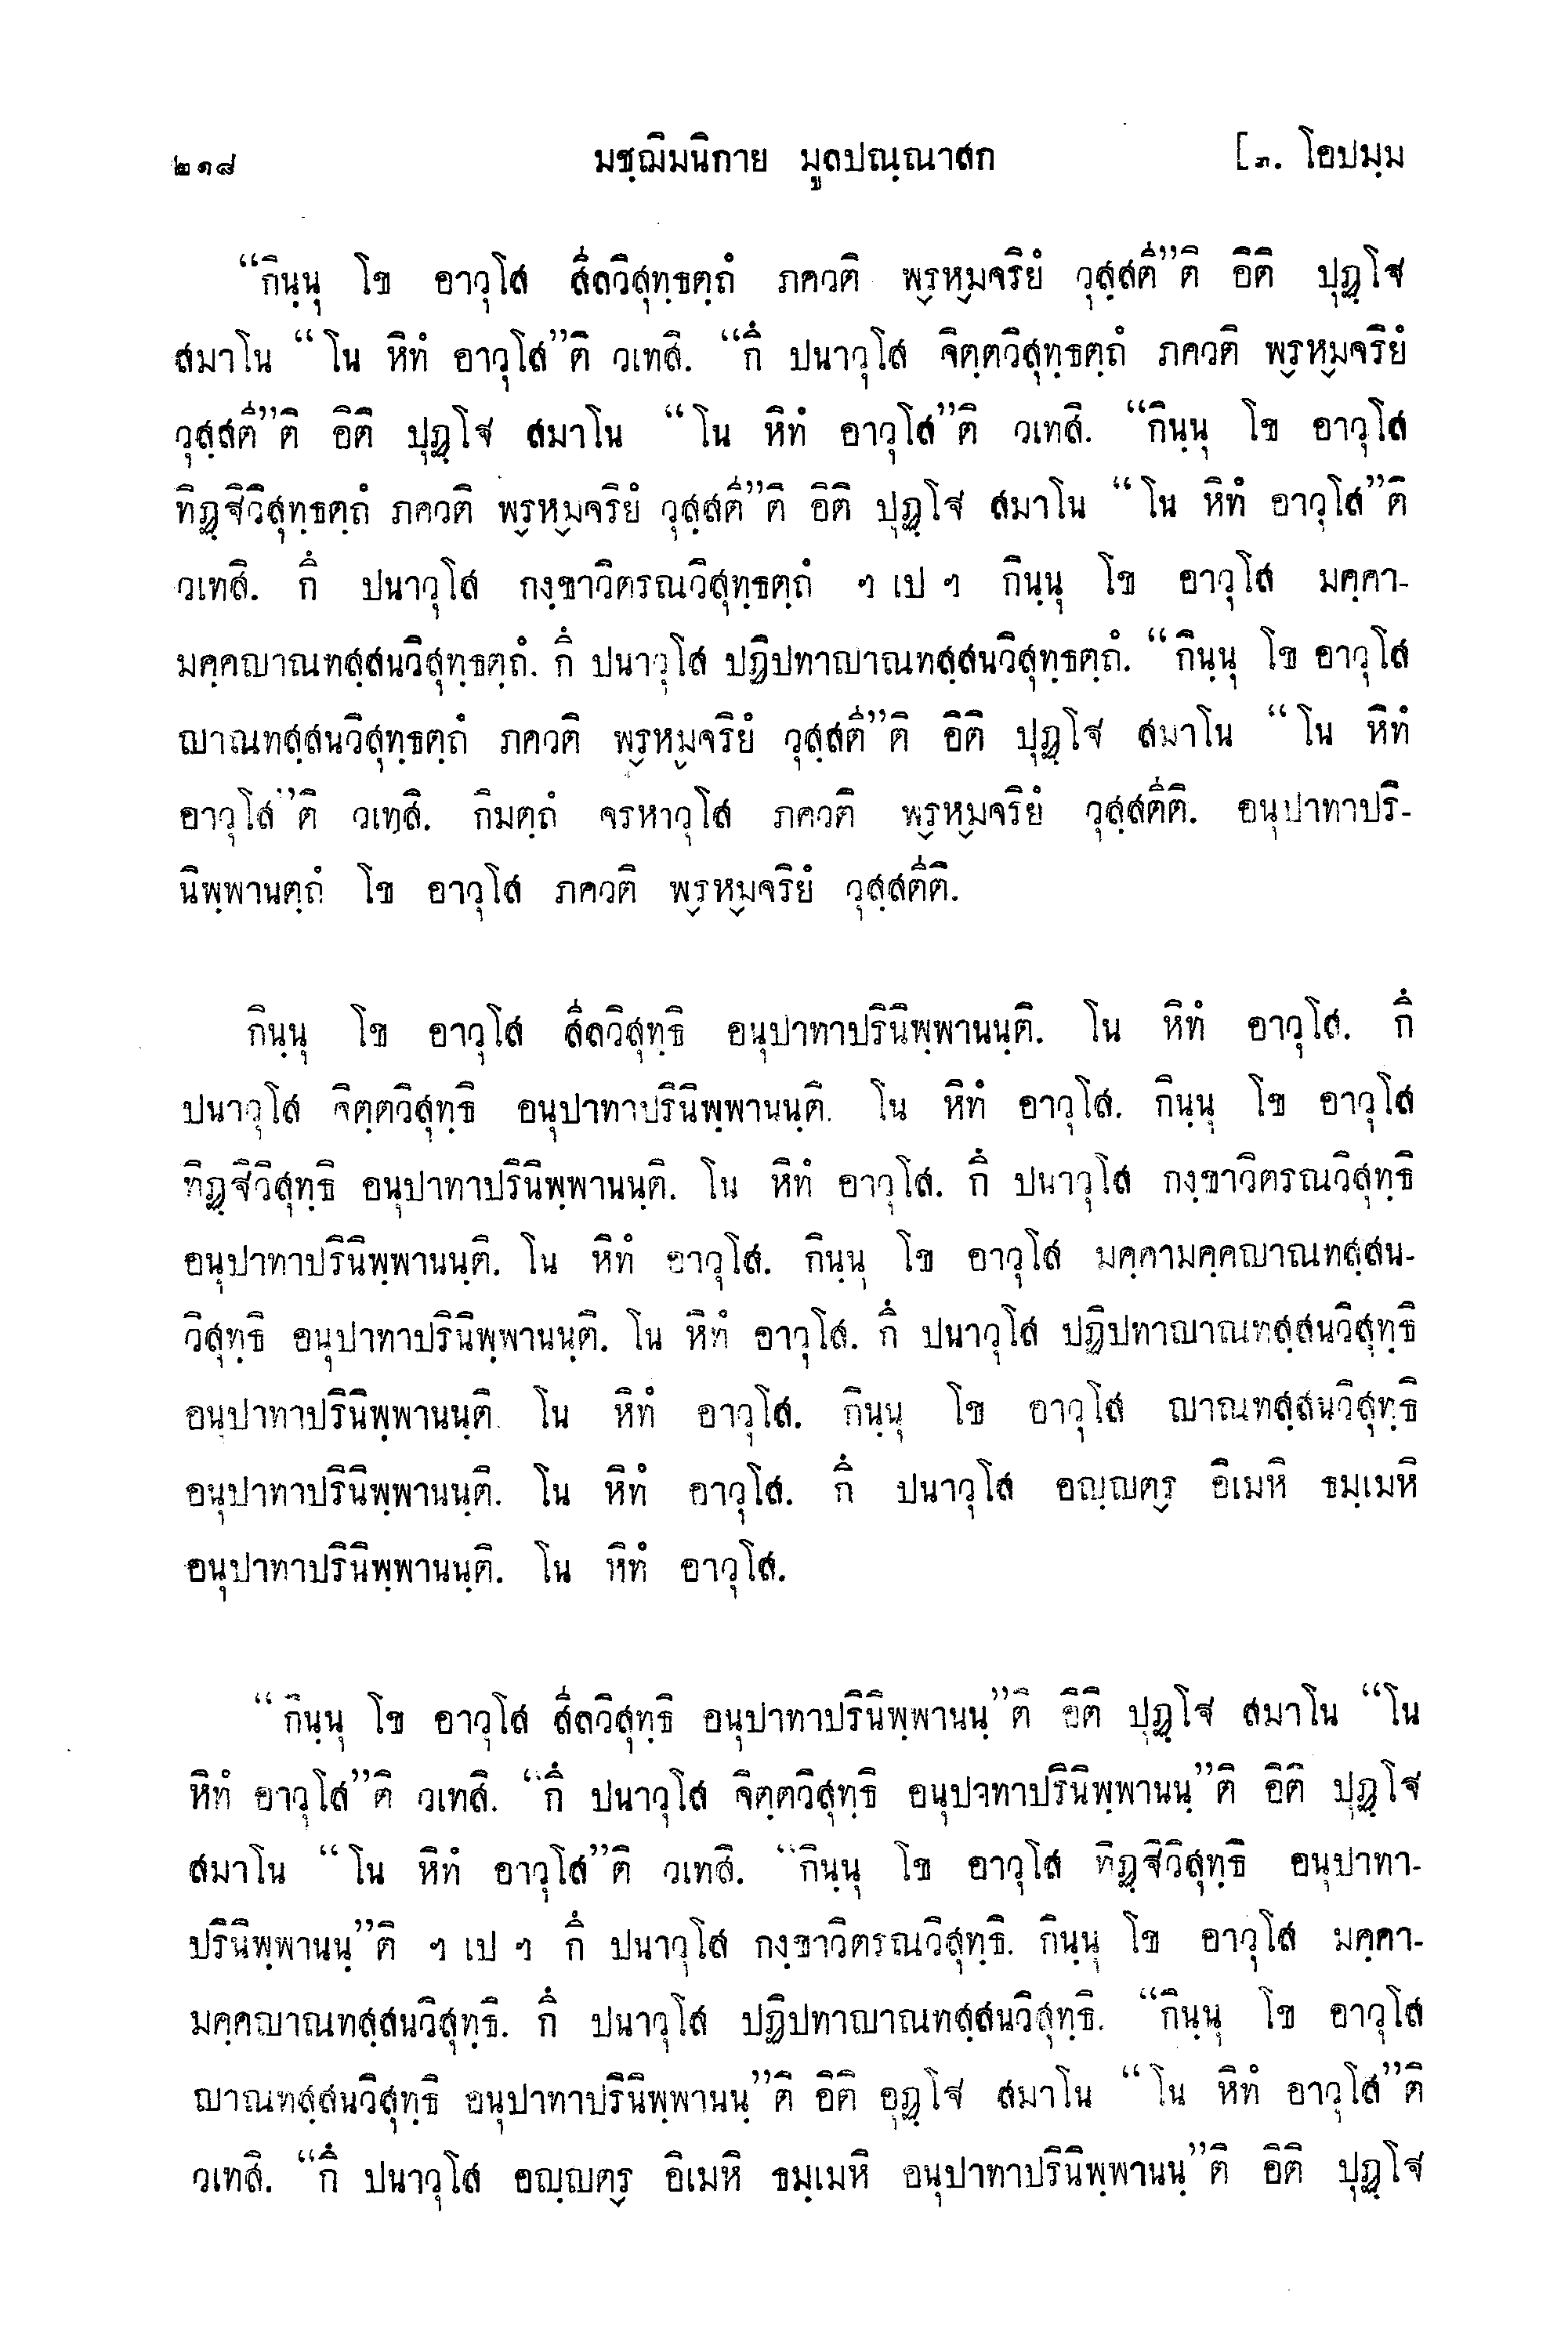 ๒๑๘ มชฺฌิมนิกาย มูลปณฺณาสก [๓. โอปมฺม
“กินฺนุ โข อาวุโส สีลวิสุทฺธตฺถํ ภควติ พฺรหฺมจริยํ วุสฺสตี”ติ อิติ ปุฏฺโฐ
สมาโน “โน หิทํ อาวุโส”ติ วเทสิ. “กึ ปนาวุโส จิตฺตวิสุทฺธตฺถํ ภควติ พฺรหฺมจริยํ
วุสฺสตี”ติ อิติ ปุฏฺโฐ สมาโน “โน หิทํ อาวุโส”ติ วเทสิ. “กินฺนุ โข อาวุโส
ทิฏฺฐิวิสุทฺธตฺถํ ภควติ พฺรหฺมจริยํ วุสฺสตี”ติ อิติ ปุฏฺโฐ สมาโน “โน หิทํ อาวุโส”ติ
วเทสิ. กึ ปนาวุโส กงฺขาวิตรณวิสุทฺธตฺถํ ฯ เป ฯ กินฺนุ โข อาวุโส มคฺคา-
มคฺคญาณทสฺสนวิสุทฺธตฺถํ. กึ ปนาวุโส ปฏิปทาญาณทสฺสนวิสุทฺธตฺถํ. “กินฺนุ โข อาวุโส
ญาณทสฺสนวิสุทฺธตฺถํ ภควติ พฺรหฺมจริยํ วุสฺสตี”ติ อิติ ปุฏฺโฐ สมาโน “โน หิทํ
อาวุโส”ติ วเทสิ. กิมตฺถํ จรหาวุโส ภควติ พฺรหฺมจริยํ วุสฺสตีติ. อนุปาทาปริ-
นิพฺพานตฺถํ โข อาวุโส ภควติ พฺรหฺมจริยํ วุสฺสตีติ.
กินฺนุ โข อาวุโส สีลวิสุทฺธิ อนุปาทาปรินิพฺพานนฺติ. โน หิทํ อาวุโส. กึ
ปนาวุโส จิตฺตวิสุทฺธิ อนุปาทาปรินิพฺพานนฺติ. โน หิทํ อาวุโส. กินฺนุ โข อาวุโส
ทิฏฺฐิวิสุทฺธิ อนุปาทาปรินิพฺพานนฺติ. โน หิทํ อาวุโส. กึ ปนาวุโส กงฺขาวิตรณวิสุทฺธิ
อนุปาทาปรินิพฺพานนฺติ. โน หิทํ อาวุโส. กินฺนุ โข อาวุโส มคฺคามคฺคญาณทสฺสน-
วิสุทฺธิ อนุปาทาปรินิพฺพานนฺติ. โน หิทํ อาวุโส. กึ ปนาวุโส ปฏิปทาญาณทสฺสนวิสุทฺธิ
อนุปาทาปรินิพฺพานนฺติ. โน หิทํ อาวุโส. กินฺนุ โข อาวุโส ญาณทสฺสนวิสุทฺธิ
อนุปาทาปรินิพฺพานนฺติ. โน หิทํ อาวุโส. กึ ปนาวุโส อญฺญตฺร อิเมหิ ธมฺเมหิ
อนุปาทาปรินิพฺพานนฺติ. โน หิทํ อาวุโส.
“กินฺนุ โข อาวุโส สีลวิสุทฺธิ อนุปาทาปรินิพฺพานนฺ”ติ อิติ ปุฏฺโฐ สมาโน “โน
หิทํ อาวุโส”ติ วเทสิ. “กึ ปนาวุโส จิตฺตวิสุทฺธิ อนุปาทาปรินิพฺพานนฺ”ติ อิติ ปุฏฺโฐ
สมาโน “โน หิทํ อาวุโส”ติ วเทสิ. “กินฺนุ โข อาวุโส ทิฏฺฐิวิสุทฺธิ อนุปาทา-
ปรินิพฺพานนฺ”ติ ฯ เป ฯ กึ ปนาวุโส กงฺขาวิตรณวิสุทฺธิ. กินฺนุ โข อาวุโส มคฺคา-
มคฺคญาณทสฺสนวิสุทฺธิ. กึ ปนาวุโส ปฏิปทาญาณทสฺสนวิสุทฺธิ. “กินฺนุ โข อาวุโส
ญาณทสฺสนวิสุทฺธิ อนุปาทาปรินิพฺพานนฺ”ติ อิติ อุฏฺโฐ สมาโน “โน หิทํ อาวุโส”ติ
วเทสิ. “กึ ปนาวุโส อญฺญตฺร อิเมหิ ธมฺเมหิ อนุปาทาปรินิพฺพานนฺ”ติ อิติ ปุฏฺโฐ